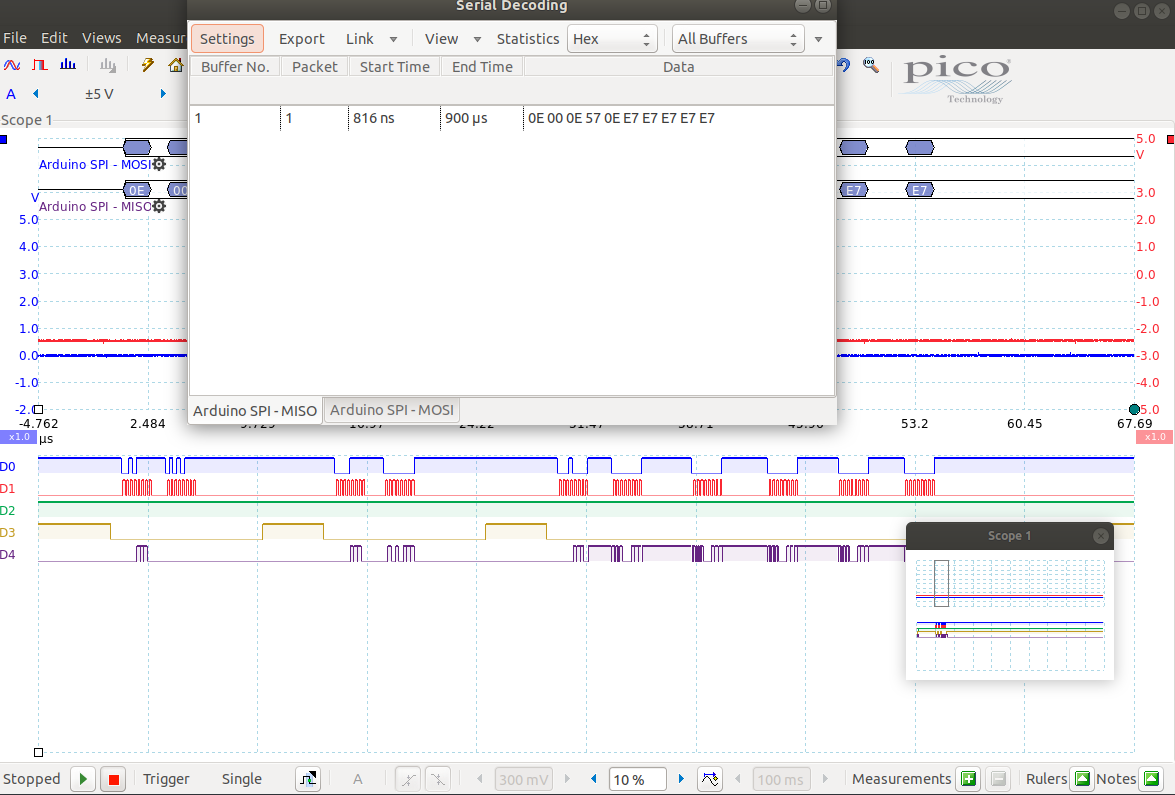 Serial Decoding
File Edit Views Measur
Settings Export Link View Statistics Hex All Buffers
Buffer No. Packet Start Time End Time Data
1 1 816 ns 900 µs 0E 00 0E 57 0E E7 E7 E7 E7 E7
Arduino SPI - MISO Arduino SPI - MOSI
pico
Technology
A ±5 V
Scope 1
Arduino SPI - MOSI
0E 00 E7 E7
Arduino SPI - MISO
V
5.0
4.0
3.0
2.0
1.0
0.0
-1.0
-2.0
5.0
V
3.0
2.0
1.0
0.0
-1.0
-2.0
-3.0
-4.0
-5.0
-4.762 2.484 9.729 16.97 24.22 31.47 38.71 45.96 53.2 60.45 67.69
x1.0 µs x1.0
D0
D1
D2
D3
D4
Scope 1
Stopped Trigger Single A 300 mV 10 % 100 ms Measurements Rulers Notes